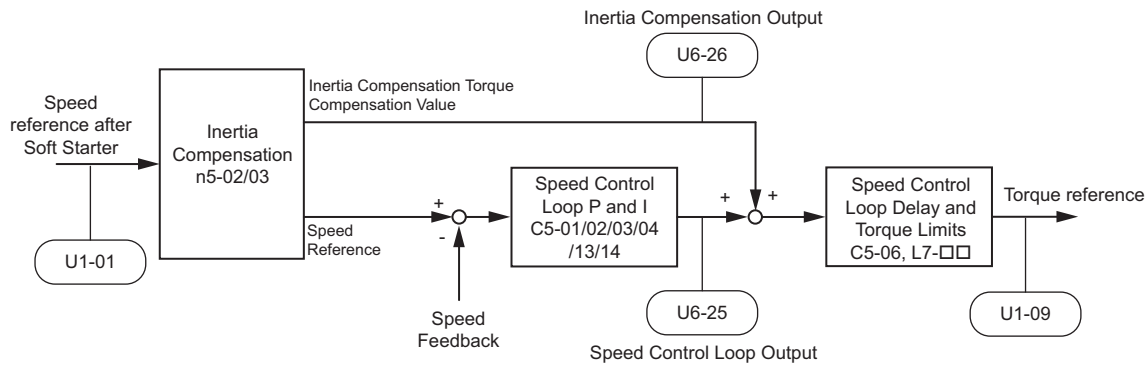 Inertia Compensation Output
U6-26
Speed
reference after
Soft Starter
Inertia Compensation Torque
Compensation Value
Inertia
Compensation
n5-02/03
Speed Control
Loop P and I
C5-01/02/03/04
/13/14
Speed Control
Loop Delay and
Torque Limits
C5-06, L7-□□
Torque reference
+
-
+
+
Speed
Reference
U1-01
Speed
Feedback
U6-25
U1-09
Speed Control Loop Output